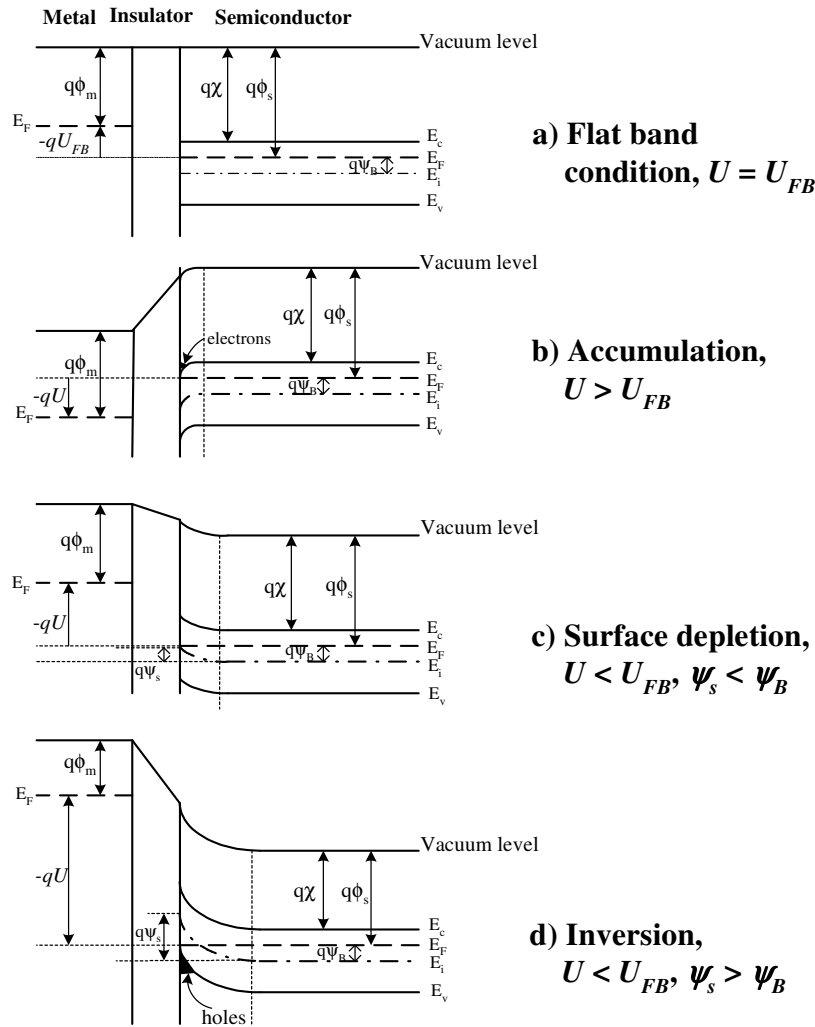 Metal Insulator Semiconductor
Vacuum level
qϕm
qχ
qϕs
EF
-qUFB
Ec
EF
qψB
Ei
Ev
a) Flat band
condition, U = UFB
Vacuum level
qχ
qϕs
electrons
qϕm
Ec
EF
qψB
Ei
-qU
EF
Ev
b) Accumulation,
U > UFB
Vacuum level
qϕm
qχ
qϕs
EF
-qU
Ec
EF
qψB
Ei
qψs
Ev
c) Surface depletion,
U < UFB, ψs < ψB
qϕm
EF
Vacuum level
-qU
qχ
qϕs
Ec
qψs
EF
qψB
Ei
Ev
holes
d) Inversion,
U < UFB, ψs > ψB